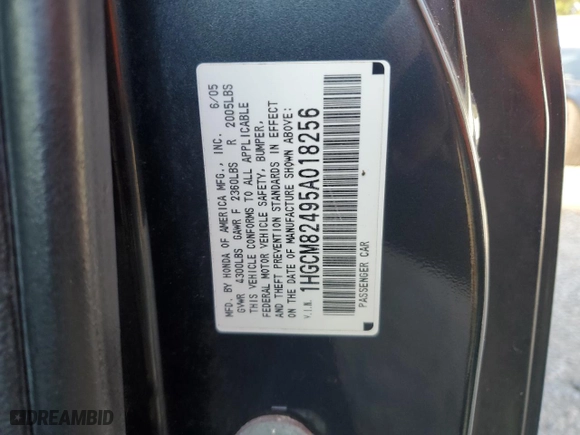 MFD. BY HONDA OF AMERICA MFG., INC. 6/05
GVWR 4300LBS GAWR F 2360LBS R 2005LBS
THIS VEHICLE CONFORMS TO ALL APPLICABLE
FEDERAL MOTOR VEHICLE SAFETY, BUMPER,
AND THEFT PREVENTION STANDARDS IN EFFECT
ON THE DATE OF MANUFACTURE SHOWN ABOVE:
V.I.N. 1HGCM82495A018256
PASSENGER CAR
DREAMBID